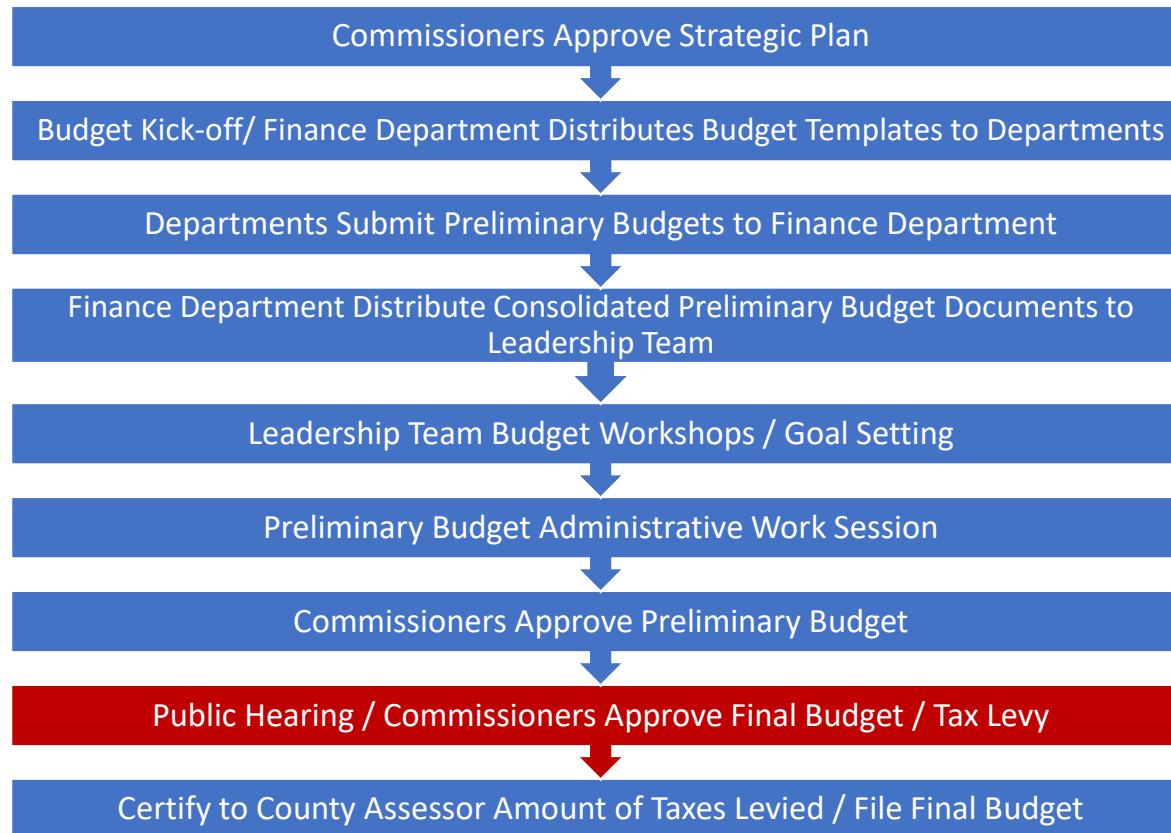 Commissioners Approve Strategic Plan
Budget Kick-off/ Finance Department Distributes Budget Templates to Departments
Departments Submit Preliminary Budgets to Finance Department
Finance Department Distribute Consolidated Preliminary Budget Documents to
Leadership Team
Leadership Team Budget Workshops / Goal Setting
Preliminary Budget Administrative Work Session
Commissioners Approve Preliminary Budget
Public Hearing / Commissioners Approve Final Budget / Tax Levy
Certify to County Assessor Amount of Taxes Levied / File Final Budget